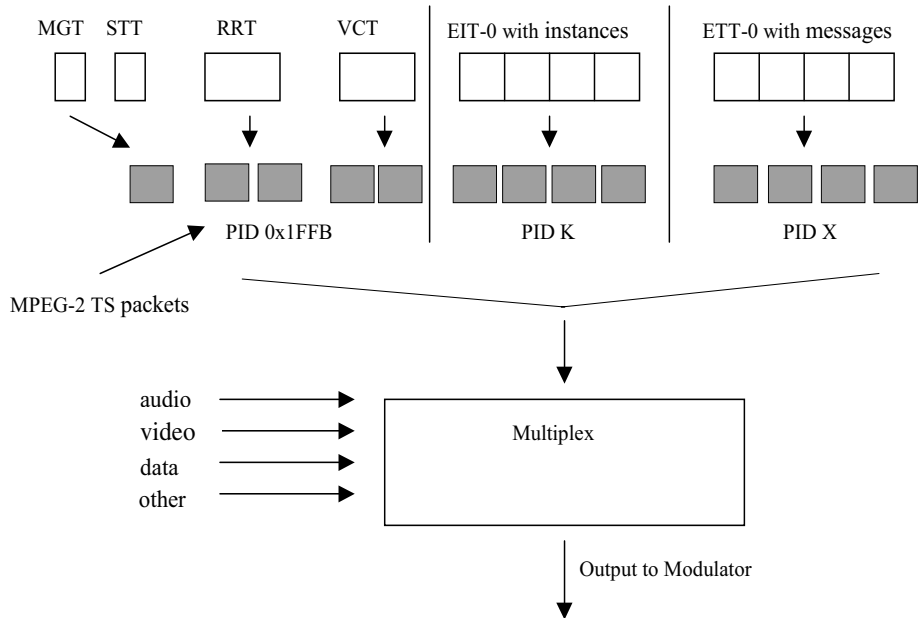 MGT STT RRT VCT EIT-0 with instances ETT-0 with messages
PID 0x1FFB PID K PID X
MPEG-2 TS packets
audio
video
data
other
Multiplex
Output to Modulator